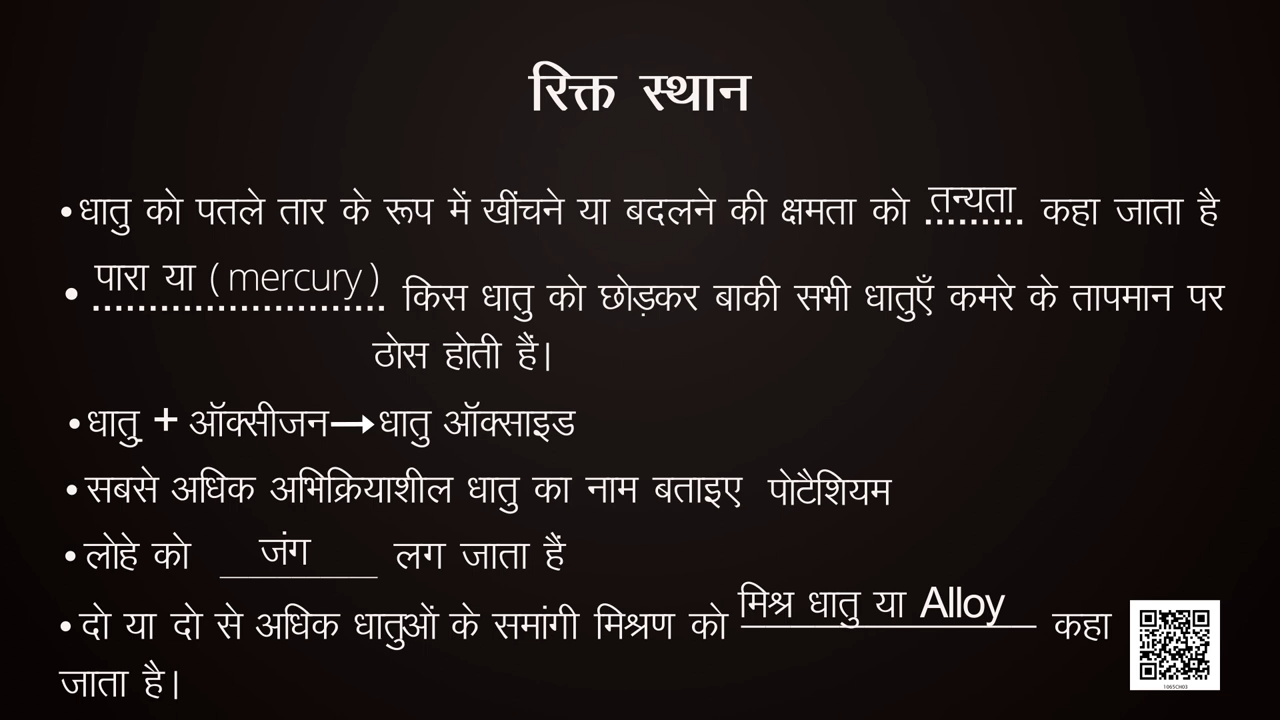 रिक्त स्थान
•धातु को पतले तार के रूप में खींचने या बदलने की क्षमता को तन्यता कहा जाता है
• पारा या (mercury) किस धातु को छोड़कर बाकी सभी धातुएँ कमरे के तापमान पर
ठोस होती हैं।
•धातु + ऑक्सीजन→धातु ऑक्साइड
•सबसे अधिक अभिक्रियाशील धातु का नाम बताइए पोटैशियम
•लोहे को जंग लग जाता हैं
•दो या दो से अधिक धातुओं के समांगी मिश्रण को मिश्र धातु या Alloy कहा
जाता है।
1065CH03